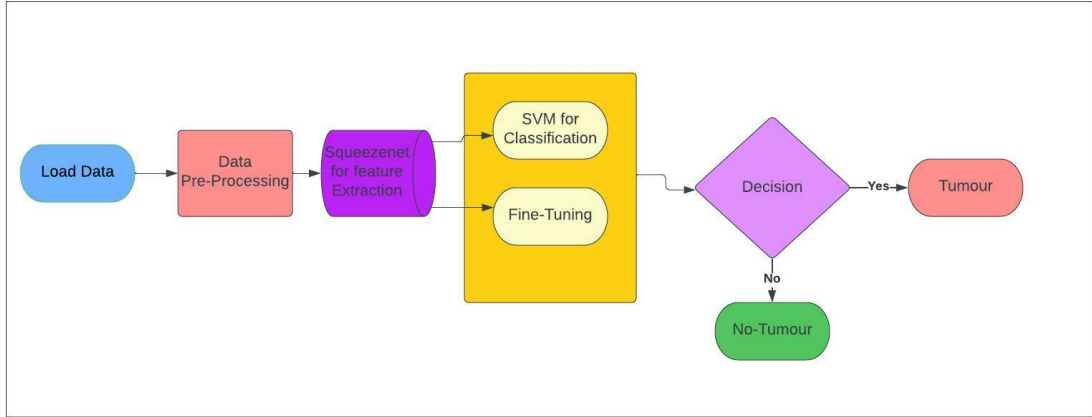 Load Data
Data
Pre-Processing
Squeezenet
for feature
Extraction
SVM for
Classification
Fine-Tuning
Decision
Yes
Tumour
No
No-Tumour